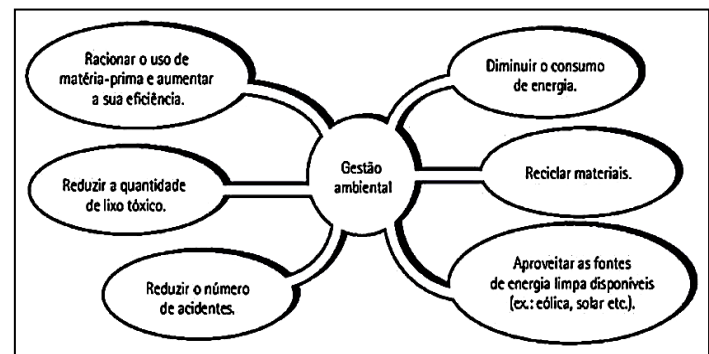 Racionar o uso de
matéria-prima e aumentar
a sua eficiência.
Diminuir o consumo
de energia.
Gestão
ambiental
Reduzir a quantidade
de lixo tóxico.
Reciclar materiais.
Reduzir o número
de acidentes.
Aproveitar as fontes
de energia limpa disponíveis
(ex.: eólica, solar etc.).